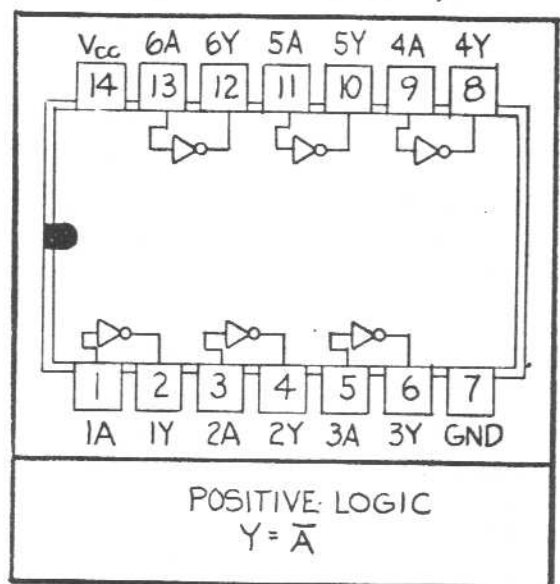 Vcc 6A 6Y 5A 5Y 4A 4Y
14 13 12 11 10 9 8
1 2 3 4 5 6 7
1A 1Y 2A 2Y 3A 3Y GND
POSITIVE LOGIC
Y = A̅